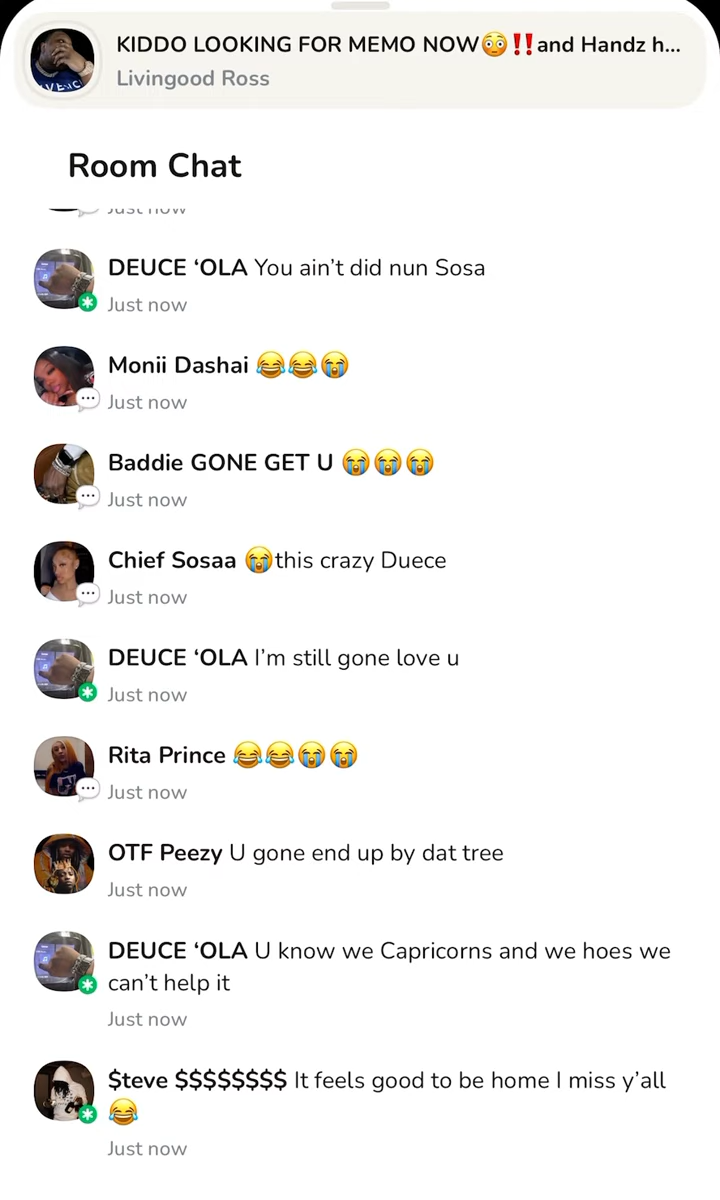 KIDDO LOOKING FOR MEMO NOW😳‼️and Handz h...
Livingood Ross
Room Chat
Just now
DEUCE ‘OLA You ain’t did nun Sosa
Just now
Monii Dashai 😂😂😭
Just now
Baddie GONE GET U 😭😭😭
Just now
Chief Sosaa 😭this crazy Duece
Just now
DEUCE ‘OLA I’m still gone love u
Just now
Rita Prince 😂😂😭😭
Just now
OTF Peezy U gone end up by dat tree
Just now
DEUCE ‘OLA U know we Capricorns and we hoes we
can’t help it
Just now
$teve $$$$$$$$ It feels good to be home I miss y’all
😂
Just now